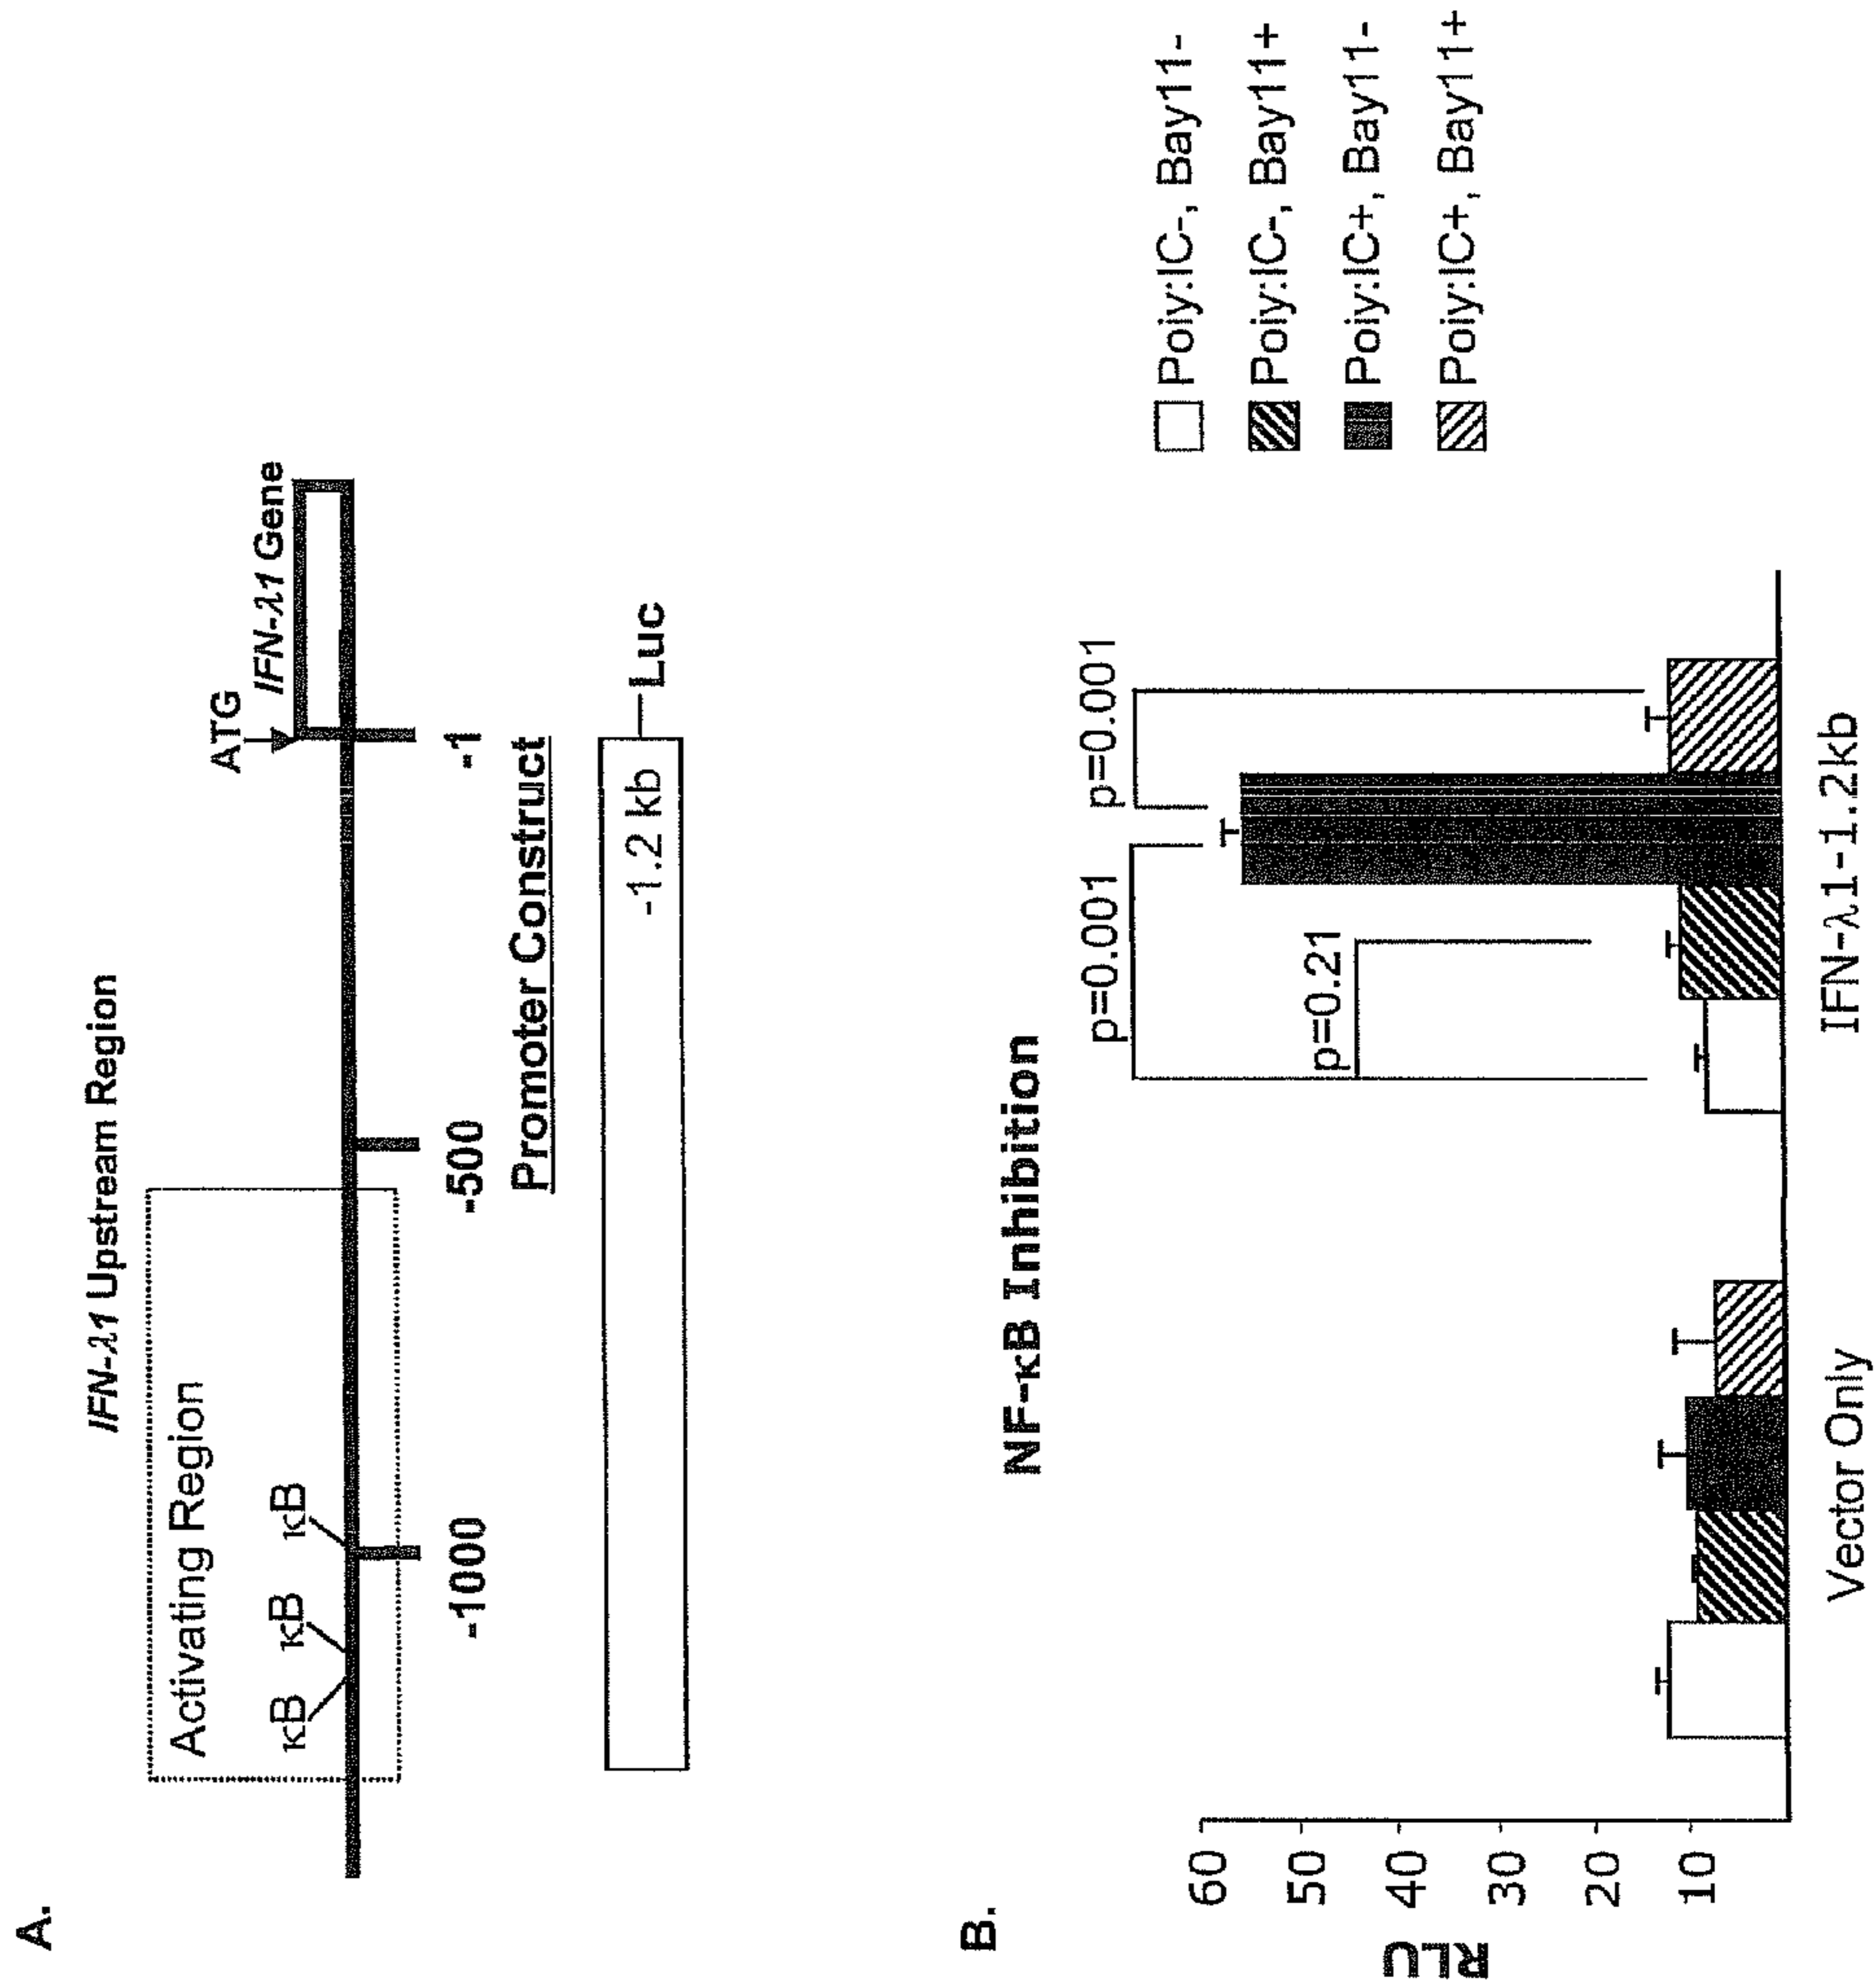 A.
IFN-λ1 Upstream Region
Activating Region
κB
κB
κB
ATG
IFN-λ1 Gene
-1000
-500
-1
Promoter Construct
-1.2 kb
Luc
B.
NF-κB Inhibition
RLU
60
50
40
30
20
10
p=0.001
p=0.001
p=0.21
Vector Only
IFN-λ1-1.2kb
Poiy:IC-, Bay11-
Poiy:IC-, Bay11+
Poiy:IC+, Bay11-
Poiy:IC+, Bay11+